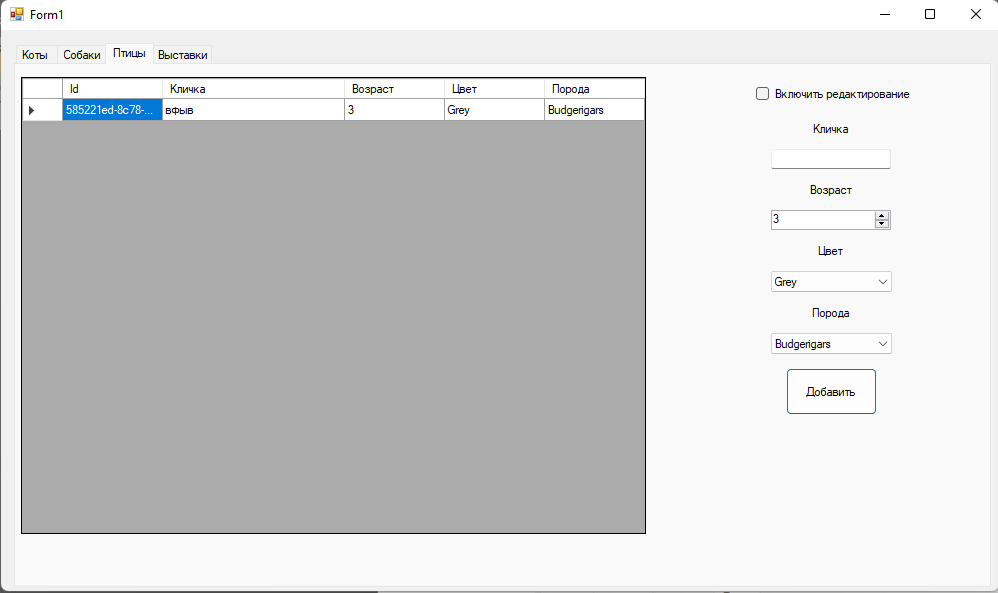 Form1
Коты Собаки Птицы Выставки
Id Кличка Возраст Цвет Порода
585221ed-8c78-... вфыв 3 Grey Budgerigars
Включить редактирование
Кличка
Возраст
3
Цвет
Grey
Порода
Budgerigars
Добавить